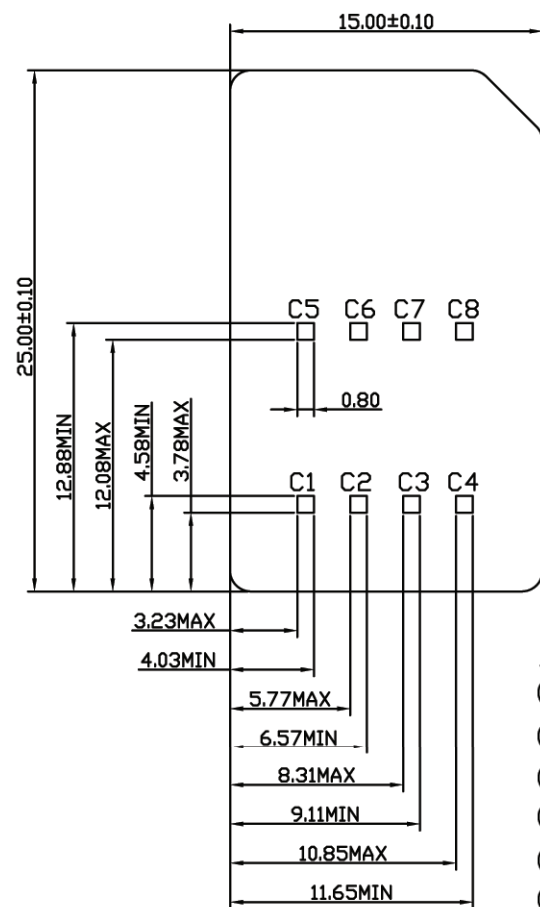 15.00±0.10
25.00±0.10
C5 C6 C7 C8
12.88MIN
12.08MAX
4.58MIN
3.78MAX
0.80
C1 C2 C3 C4
3.23MAX
4.03MIN
5.77MAX
6.57MIN
8.31MAX
9.11MIN
10.85MAX
11.65MIN